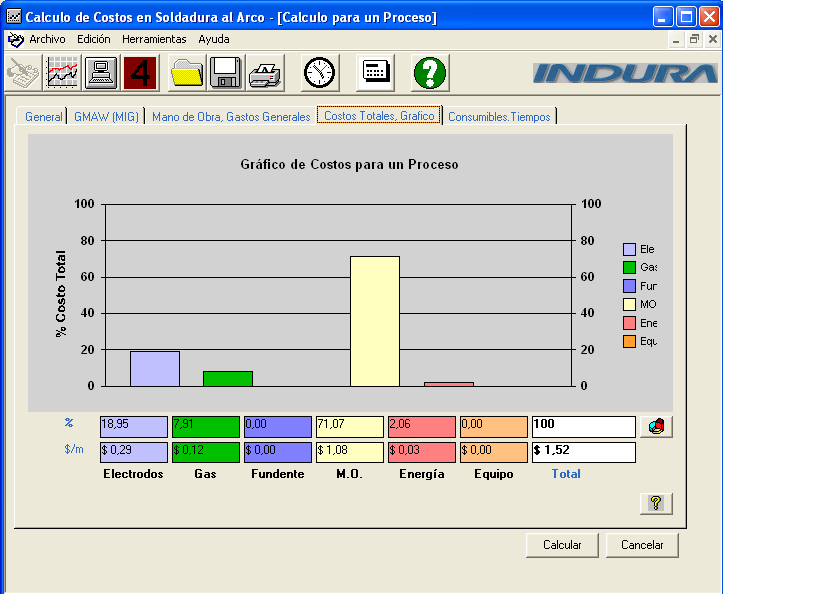 Calculo de Costos en Soldadura al Arco - [Calculo para un Proceso]
Archivo Edición Herramientas Ayuda
4 ? INDURA
General GMAW (MIG) Mano de Obra, Gastos Generales Costos Totales, Grafico Consumibles.Tiempos
Gráfico de Costos para un Proceso
% Costo Total
100 100
80 80
60 60
40 40
20 20
0 0
Ele
Gas
Fun
MO
Ene
Equ
% 18,95 7,91 0,00 71,07 2,06 0,00 100
$/m $ 0,29 $ 0,12 $ 0,00 $ 1,08 $ 0,03 $ 0,00 $ 1,52
Electrodos Gas Fundente M.O. Energía Equipo Total
?
Calcular Cancelar